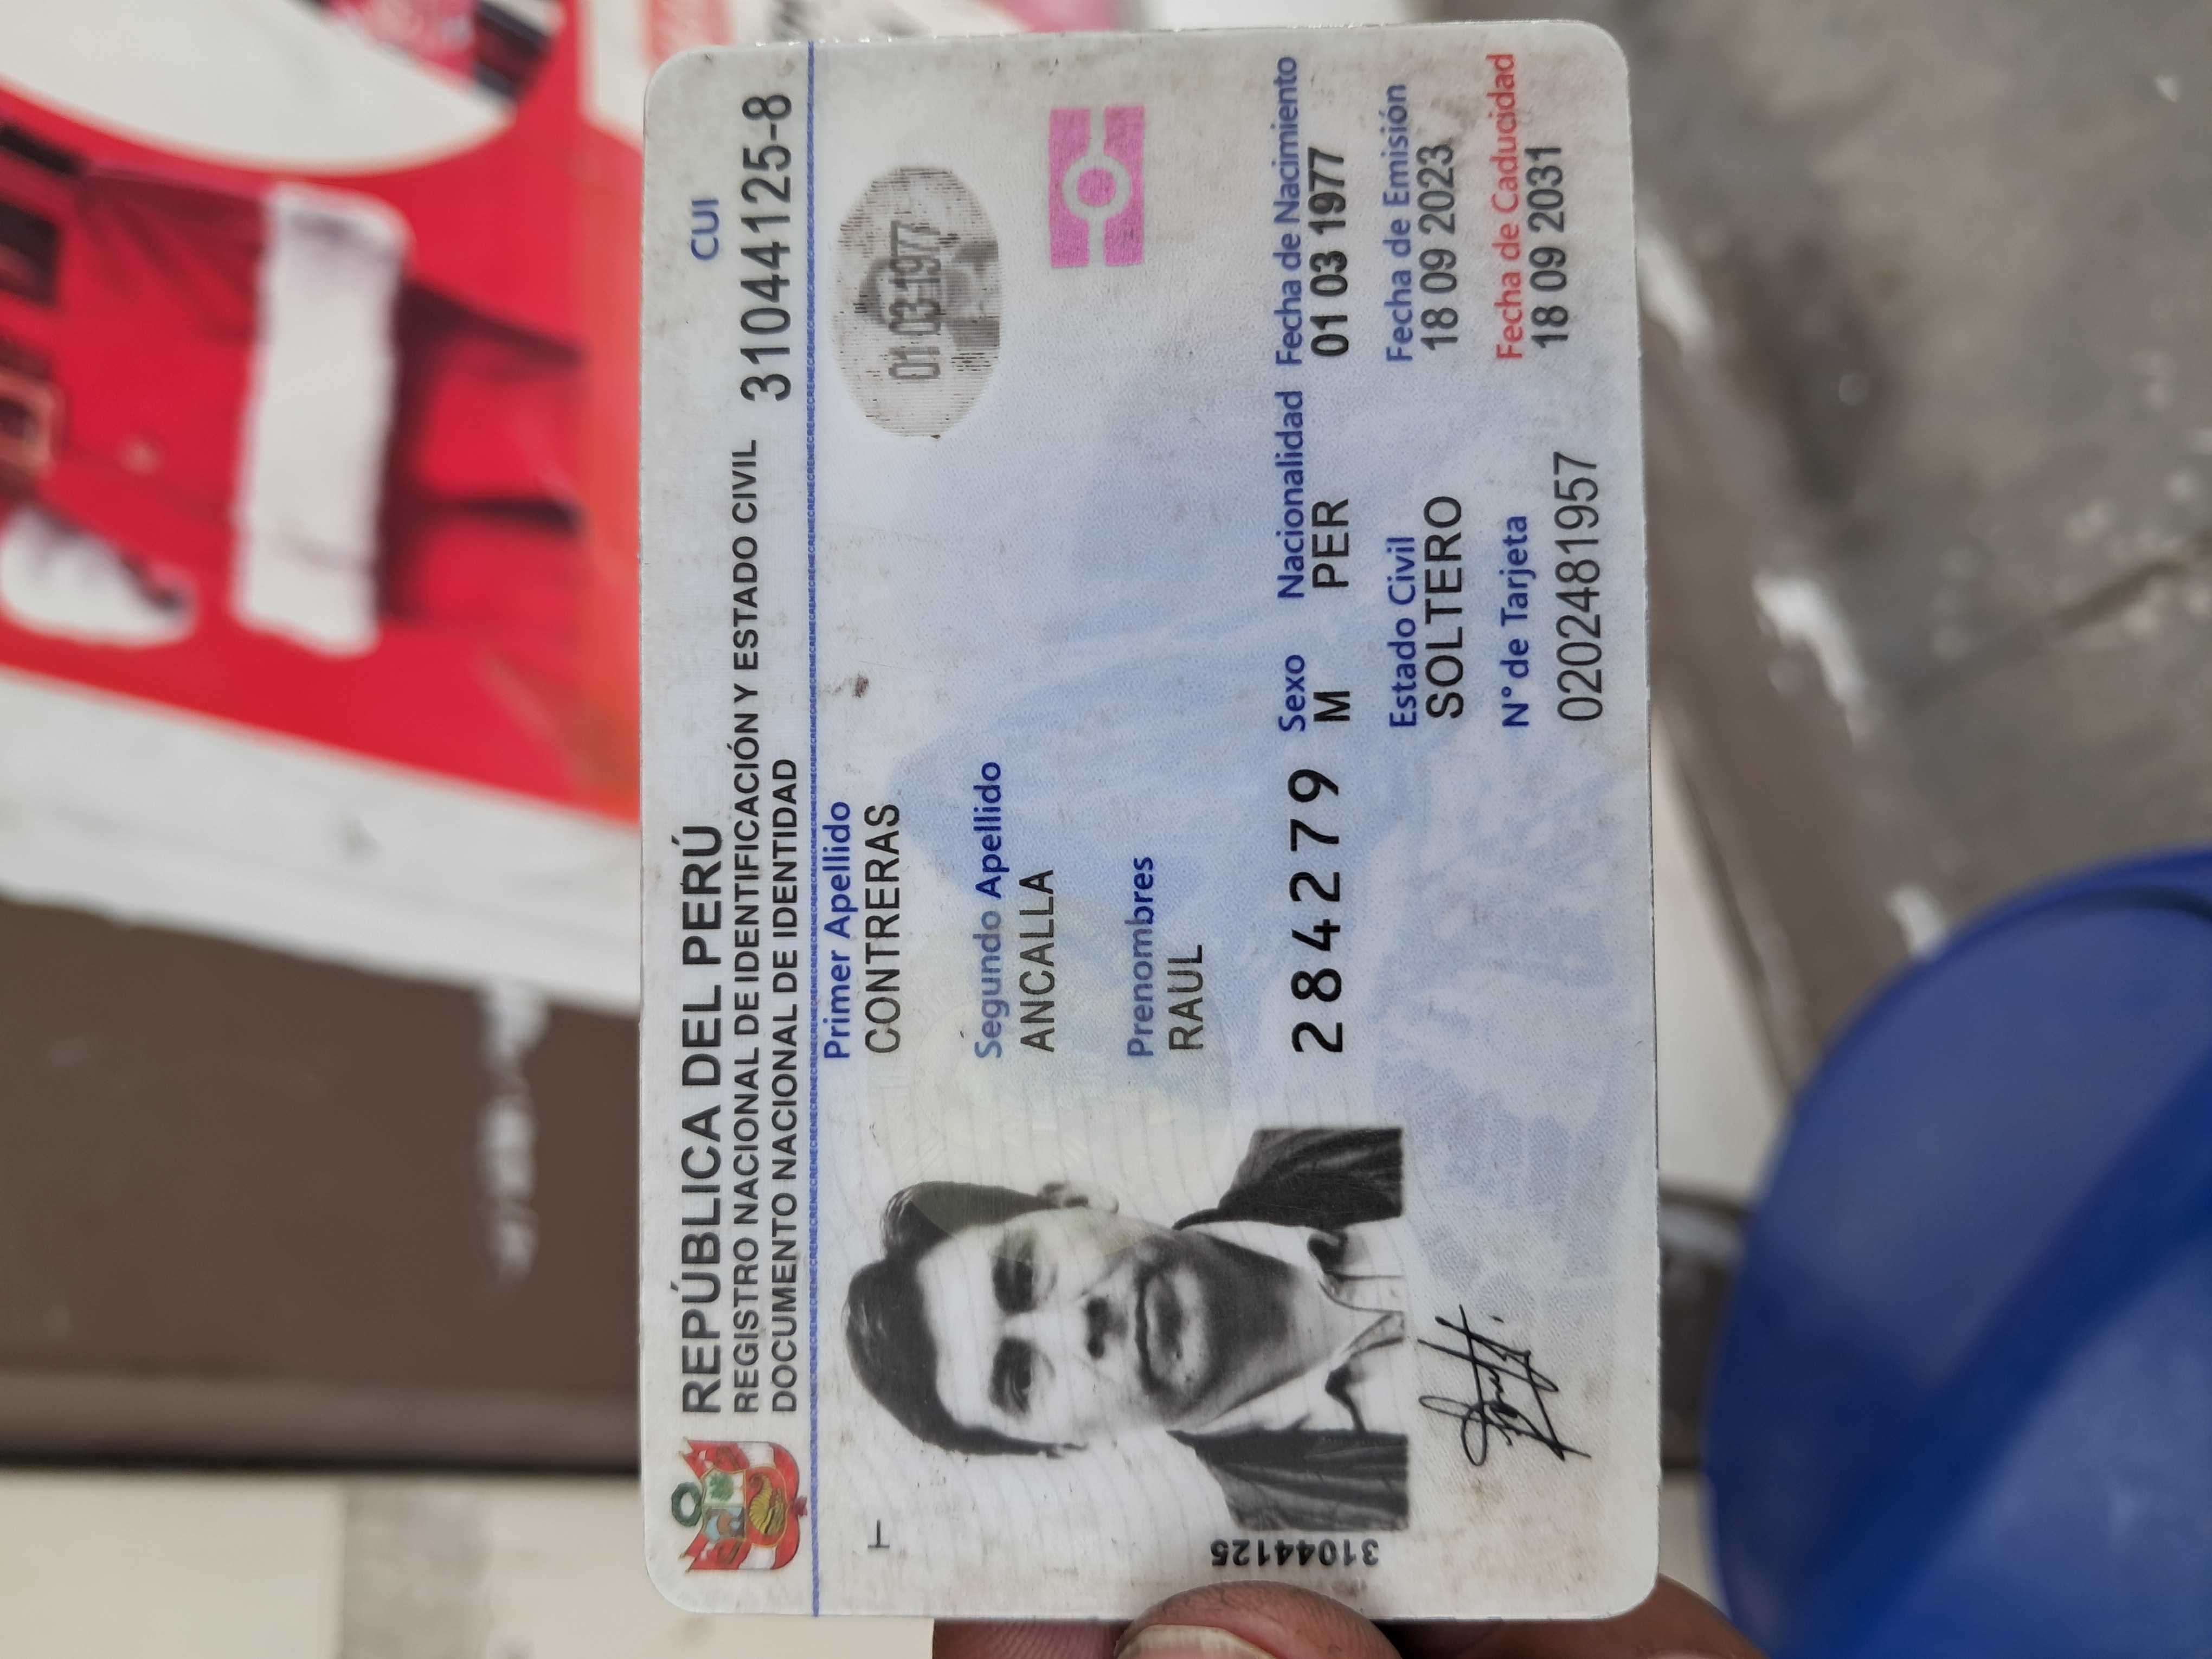 REPÚBLICA DEL PERÚ
REGISTRO NACIONAL DE IDENTIFICACIÓN Y ESTADO CIVIL
DOCUMENTO NACIONAL DE IDENTIDAD
CUI
31044125-8
Primer Apellido
CONTRERAS
01 03 1977
Segundo Apellido
ANCALLA
Prenombres
RAUL
284279
Sexo Nacionalidad Fecha de Nacimiento
M PER 01 03 1977
Estado Civil Fecha de Emisión
SOLTERO 18 09 2023
N° de Tarjeta Fecha de Caducidad
0202481957 18 09 2031
31044125